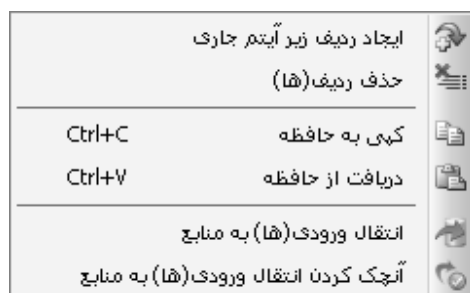 ایجاد ردیف زیر آیتم جاری
حذف ردیف(ها)
کپی به حافظه Ctrl+C
دریافت از حافظه Ctrl+V
انتقال ورودی(ها) به منابع
آنچک کردن انتقال ورودی(ها) به منابع